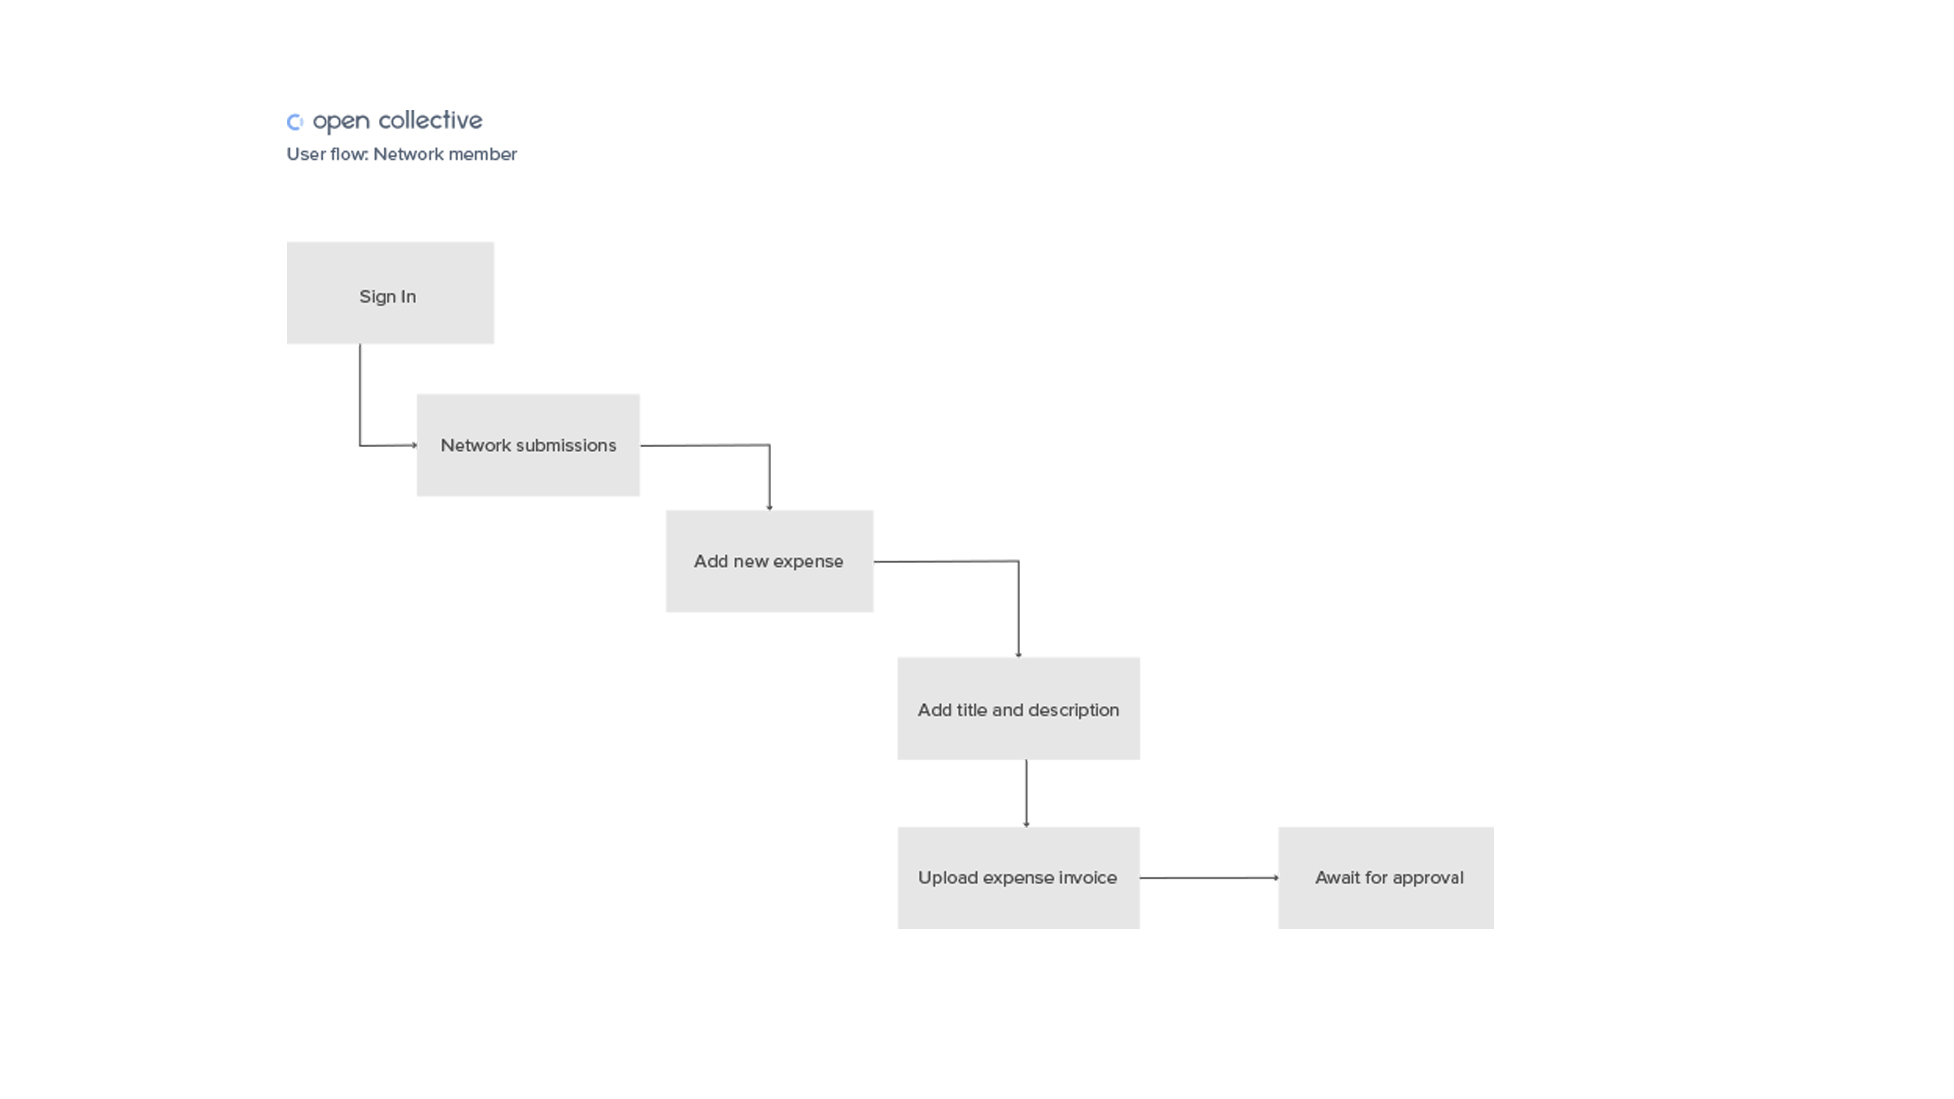 open collective
User flow: Network member
Sign In
Network submissions
Add new expense
Add title and description
Upload expense invoice
Await for approval